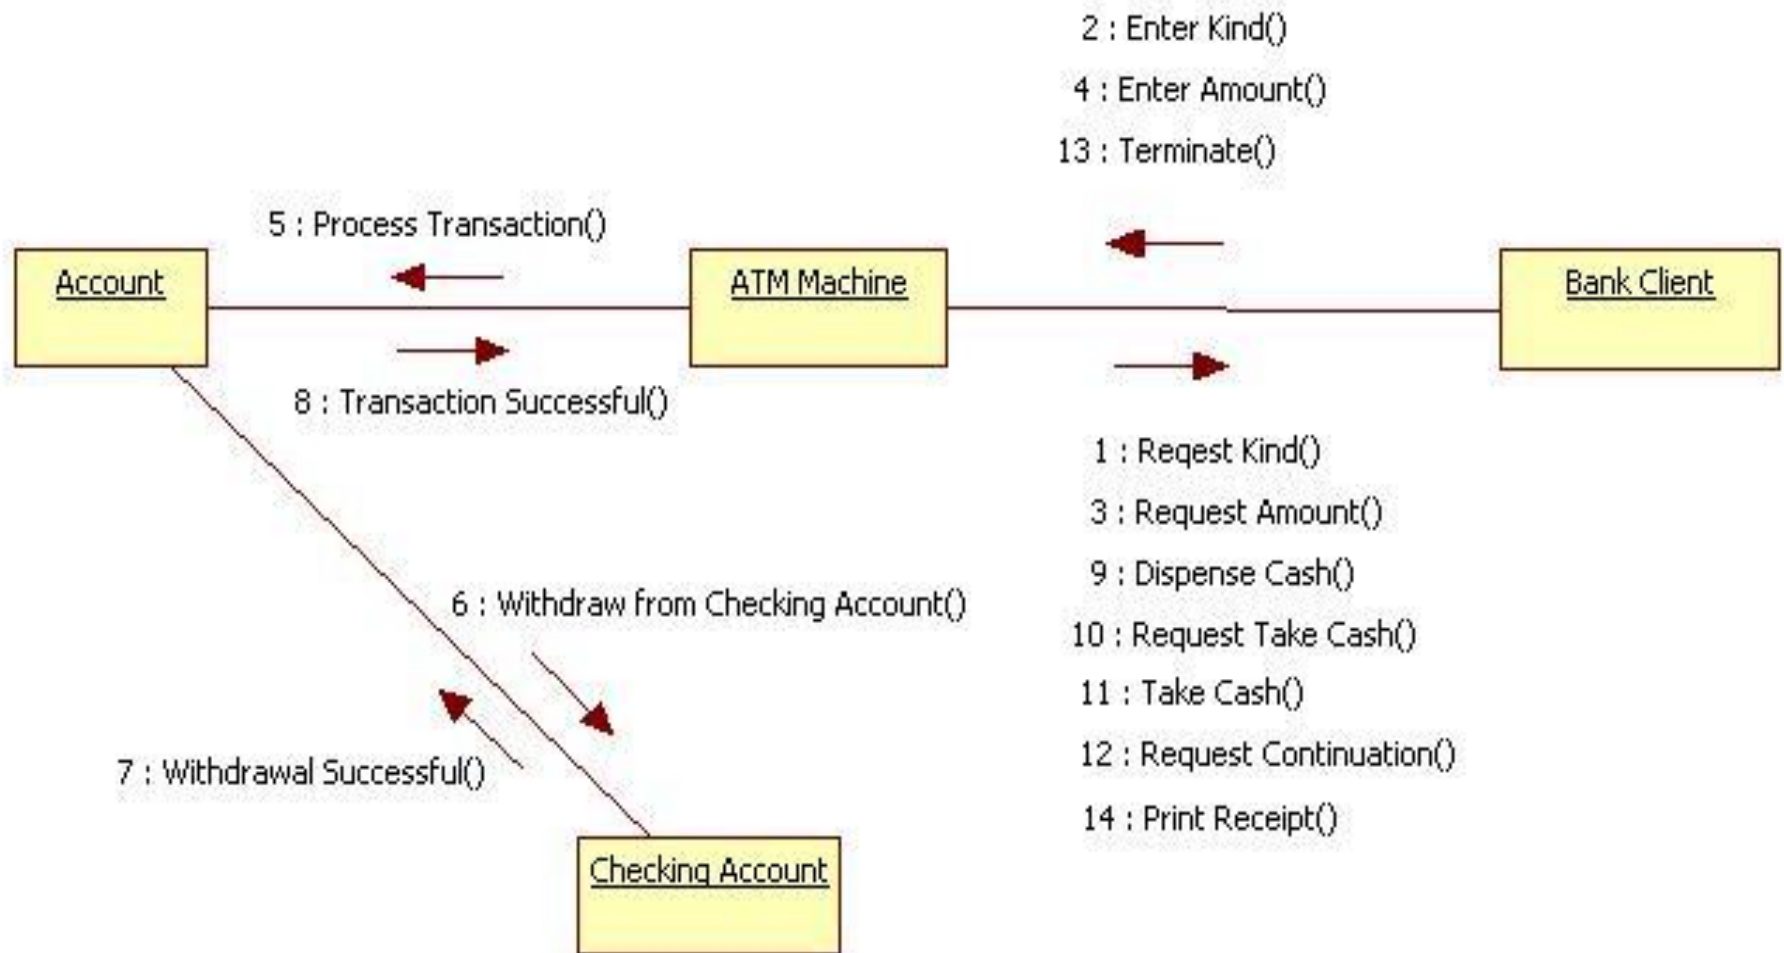 2 : Enter Kind()
4 : Enter Amount()
13 : Terminate()
5 : Process Transaction()
Account
ATM Machine
Bank Client
8 : Transaction Successful()
1 : Reqest Kind()
3 : Request Amount()
9 : Dispense Cash()
6 : Withdraw from Checking Account()
10 : Request Take Cash()
11 : Take Cash()
12 : Request Continuation()
7 : Withdrawal Successful()
14 : Print Receipt()
Checking Account